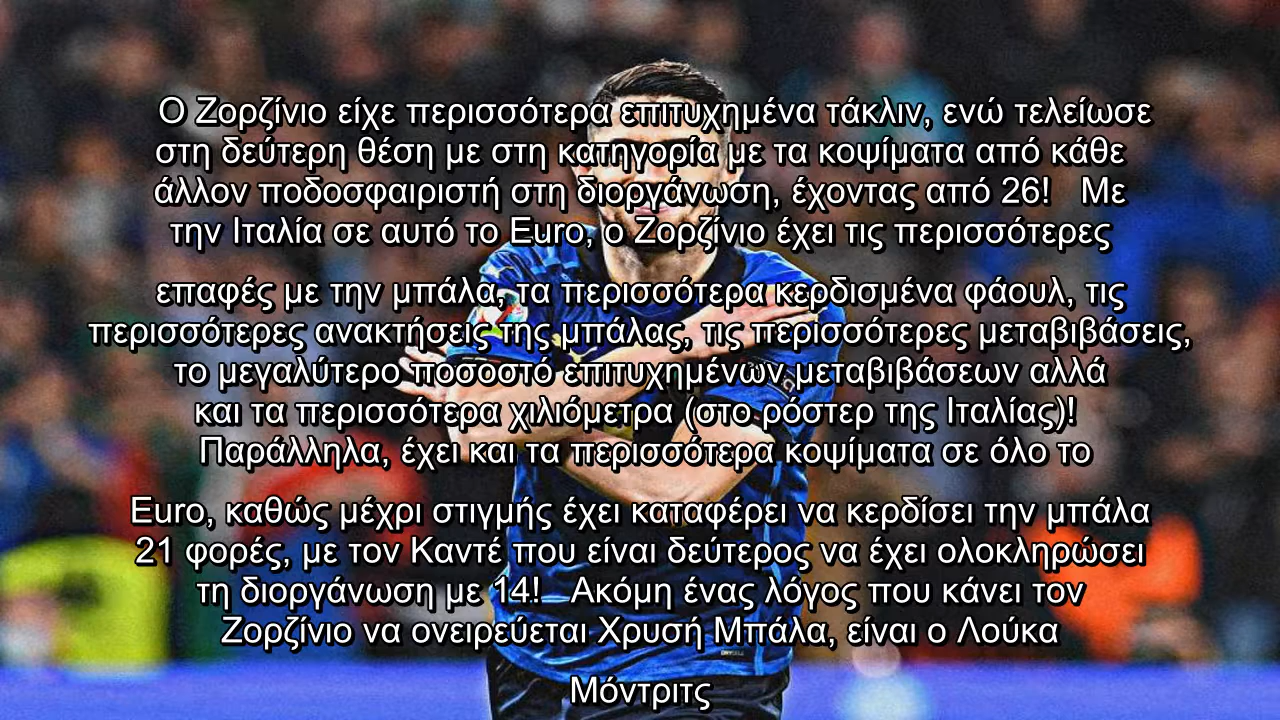 Ο Ζορζίνιο είχε περισσότερα επιτυχημένα τάκλιν, ενώ τελείωσε
στη δεύτερη θέση με στη κατηγορία με τα κοψίματα από κάθε
άλλον ποδοσφαιριστή στη διοργάνωση, έχοντας από 26! Με
την Ιταλία σε αυτό το Euro, ο Ζορζίνιο έχει τις περισσότερες
επαφές με την μπάλα, τα περισσότερα κερδισμένα φάουλ, τις
περισσότερες ανακτήσεις της μπάλας, τις περισσότερες μεταβιβάσεις,
το μεγαλύτερο ποσοστό επιτυχημένων μεταβιβάσεων αλλά
και τα περισσότερα χιλιόμετρα (στο ρόστερ της Ιταλίας)!
Παράλληλα, έχει και τα περισσότερα κοψίματα σε όλο το
Euro, καθώς μέχρι στιγμής έχει καταφέρει να κερδίσει την μπάλα
21 φορές, με τον Καντέ που είναι δεύτερος να έχει ολοκληρώσει
τη διοργάνωση με 14! Ακόμη ένας λόγος που κάνει τον
Ζορζίνιο να ονειρεύεται Χρυσή Μπάλα, είναι ο Λούκα
Μόντριτς